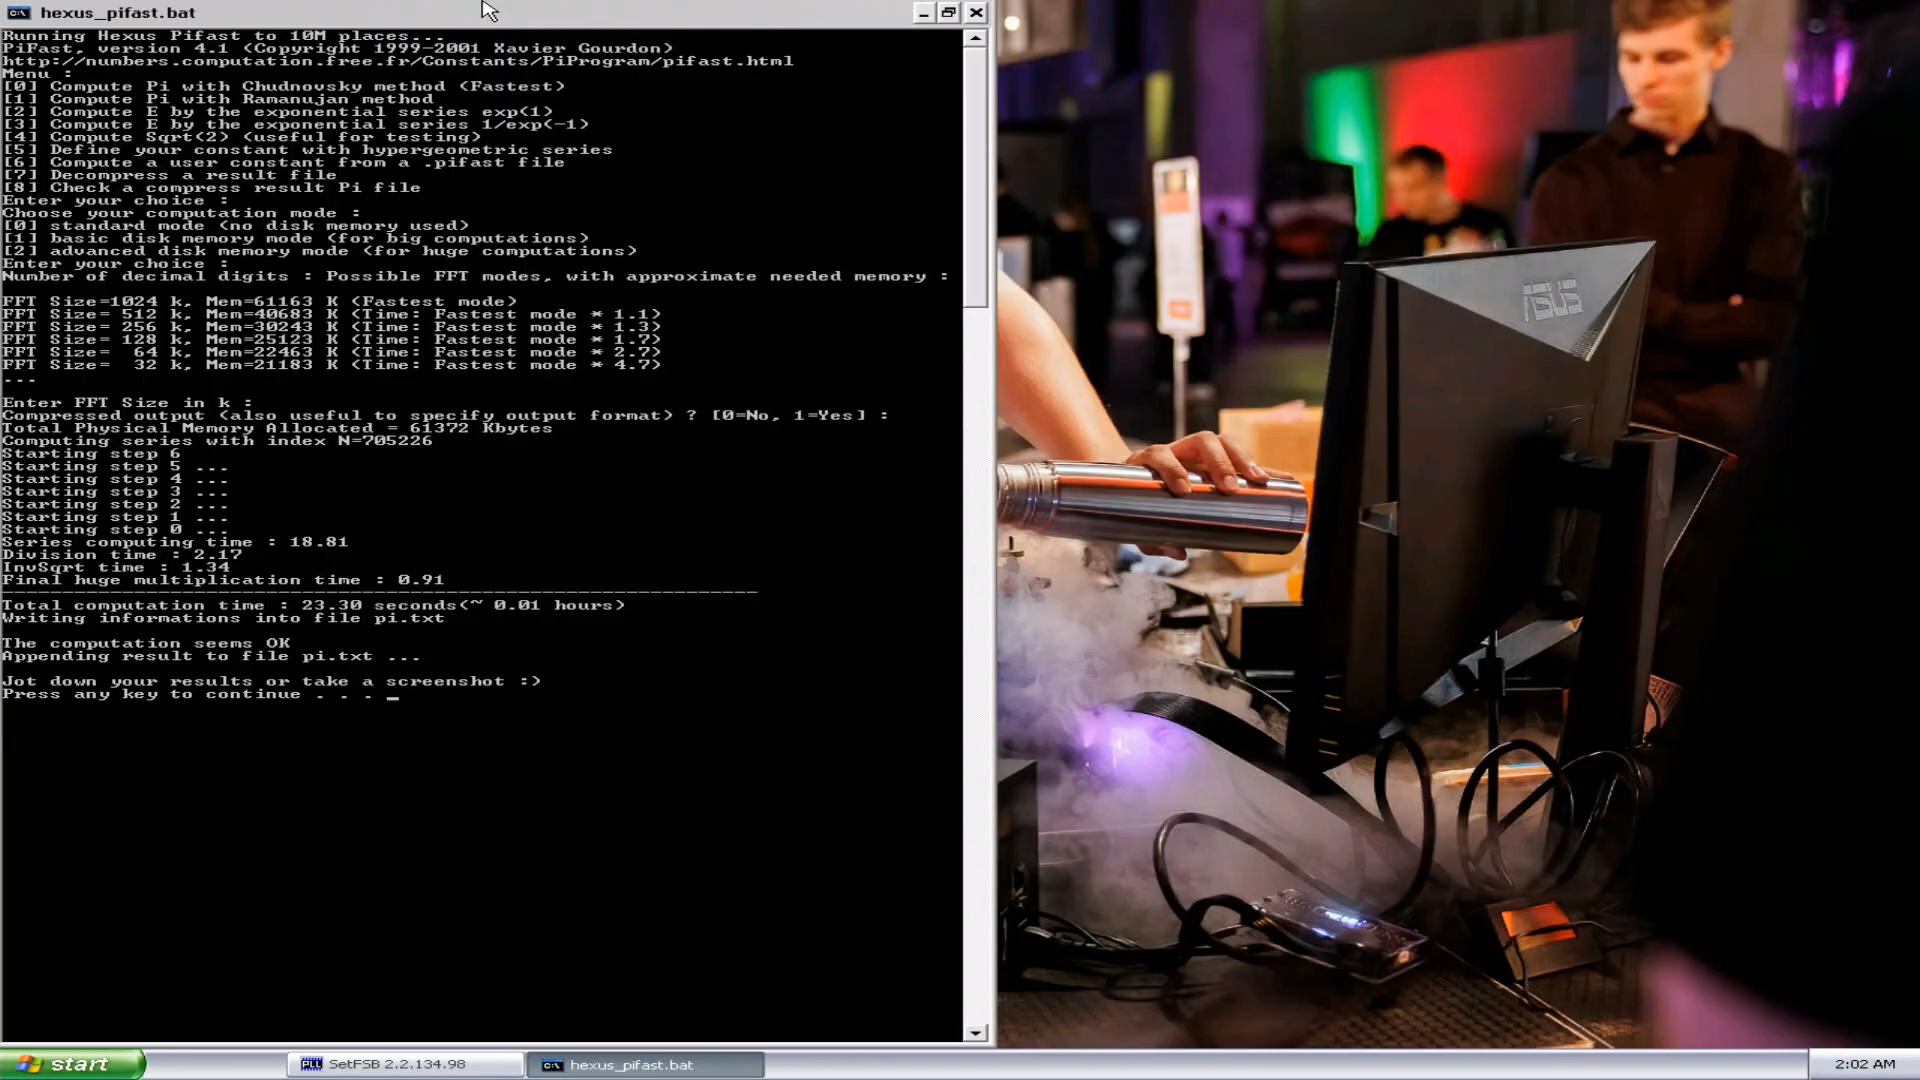 hexus_pifast.bat
Running Hexus Pifast to 10M places...
PiFast, version 4.1 (Copyright 1999-2001 Xavier Gourdon)
http://numbers.computation.free.fr/Constants/PiProgram/pifast.html
Menu :
[0] Compute Pi with Chudnovsky method (Fastest)
[1] Compute Pi with Ramanujan method
[2] Compute E by the exponential series exp(1)
[3] Compute E by the exponential series 1/exp(-1)
[4] Compute Sqrt(2) (useful for testing)
[5] Define your constant with hypergeometric series
[6] Compute a user constant from a .pifast file
[7] Decompress a result file
[8] Check a compress result Pi file
Enter your choice :
Choose your computation mode :
[0] standard mode (no disk memory used)
[1] basic disk memory mode (for big computations)
[2] advanced disk memory mode (for huge computations)
Enter your choice :
Number of decimal digits : Possible FFT modes, with approximate needed memory :
FFT Size=1024 k, Mem=61163 K (Fastest mode)
FFT Size= 512 k, Mem=40683 K (Time: Fastest mode * 1.1)
FFT Size= 256 k, Mem=30243 K (Time: Fastest mode * 1.3)
FFT Size= 128 k, Mem=25123 K (Time: Fastest mode * 1.7)
FFT Size=  64 k, Mem=22463 K (Time: Fastest mode * 2.7)
FFT Size=  32 k, Mem=21183 K (Time: Fastest mode * 4.7)
...
Enter FFT Size in k :
Compressed output (also useful to specify output format) ? [0=No, 1=Yes] :
Total Physical Memory Allocated = 61372 Kbytes
Computing series with index N=705226
Starting step 6
Starting step 5 ...
Starting step 4 ...
Starting step 3 ...
Starting step 2 ...
Starting step 1 ...
Starting step 0 ...
Series computing time : 18.81
Division time : 2.17
InvSqrt time : 1.34
Final huge multiplication time : 0.91
Total computation time : 23.30 seconds(~ 0.01 hours)
Writing informations into file pi.txt
The computation seems OK
Appending result to file pi.txt ...
Jot down your results or take a screenshot :)
Press any key to continue . . . _
ASUS
start
SetFSB 2.2.134.98
hexus_pifast.bat
2:02 AM